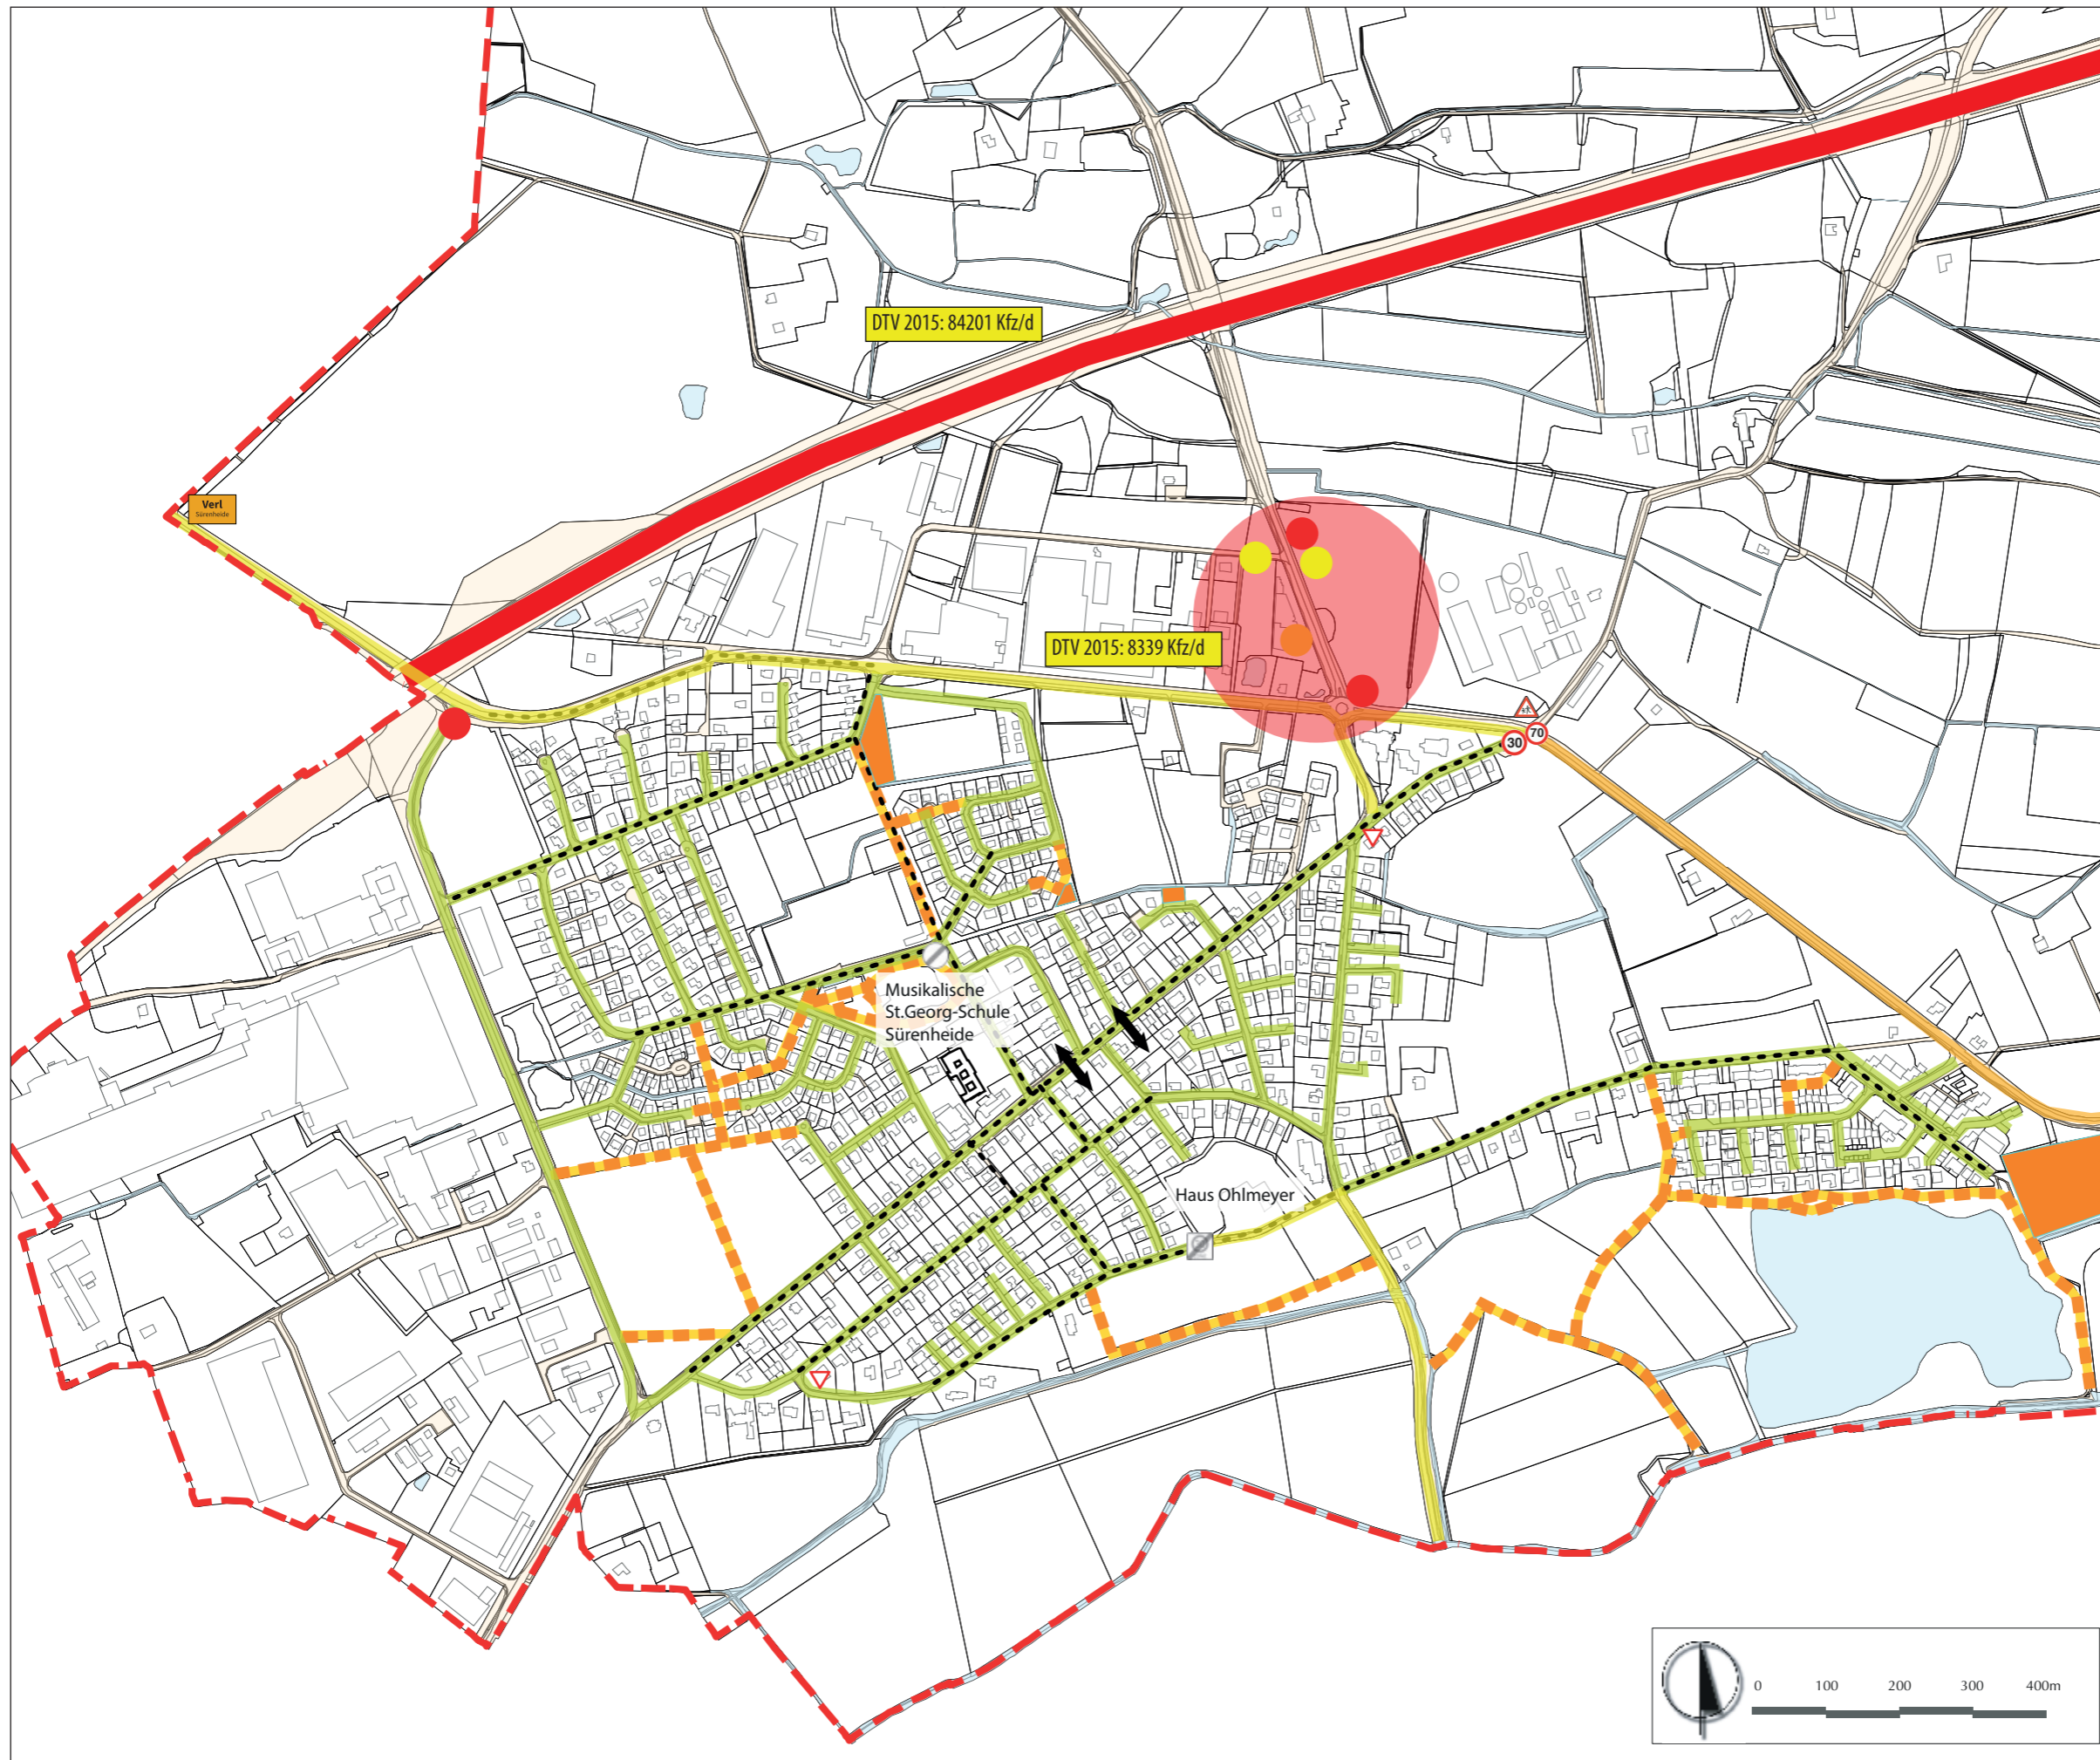 DTV 2015: 84201 Kfz/d
Verl
Sürenheide
DTV 2015: 8339 Kfz/d
70
30
Musikalische
St.Georg-Schule
Sürenheide
Haus Ohlmeyer
0 100 200 300 400m